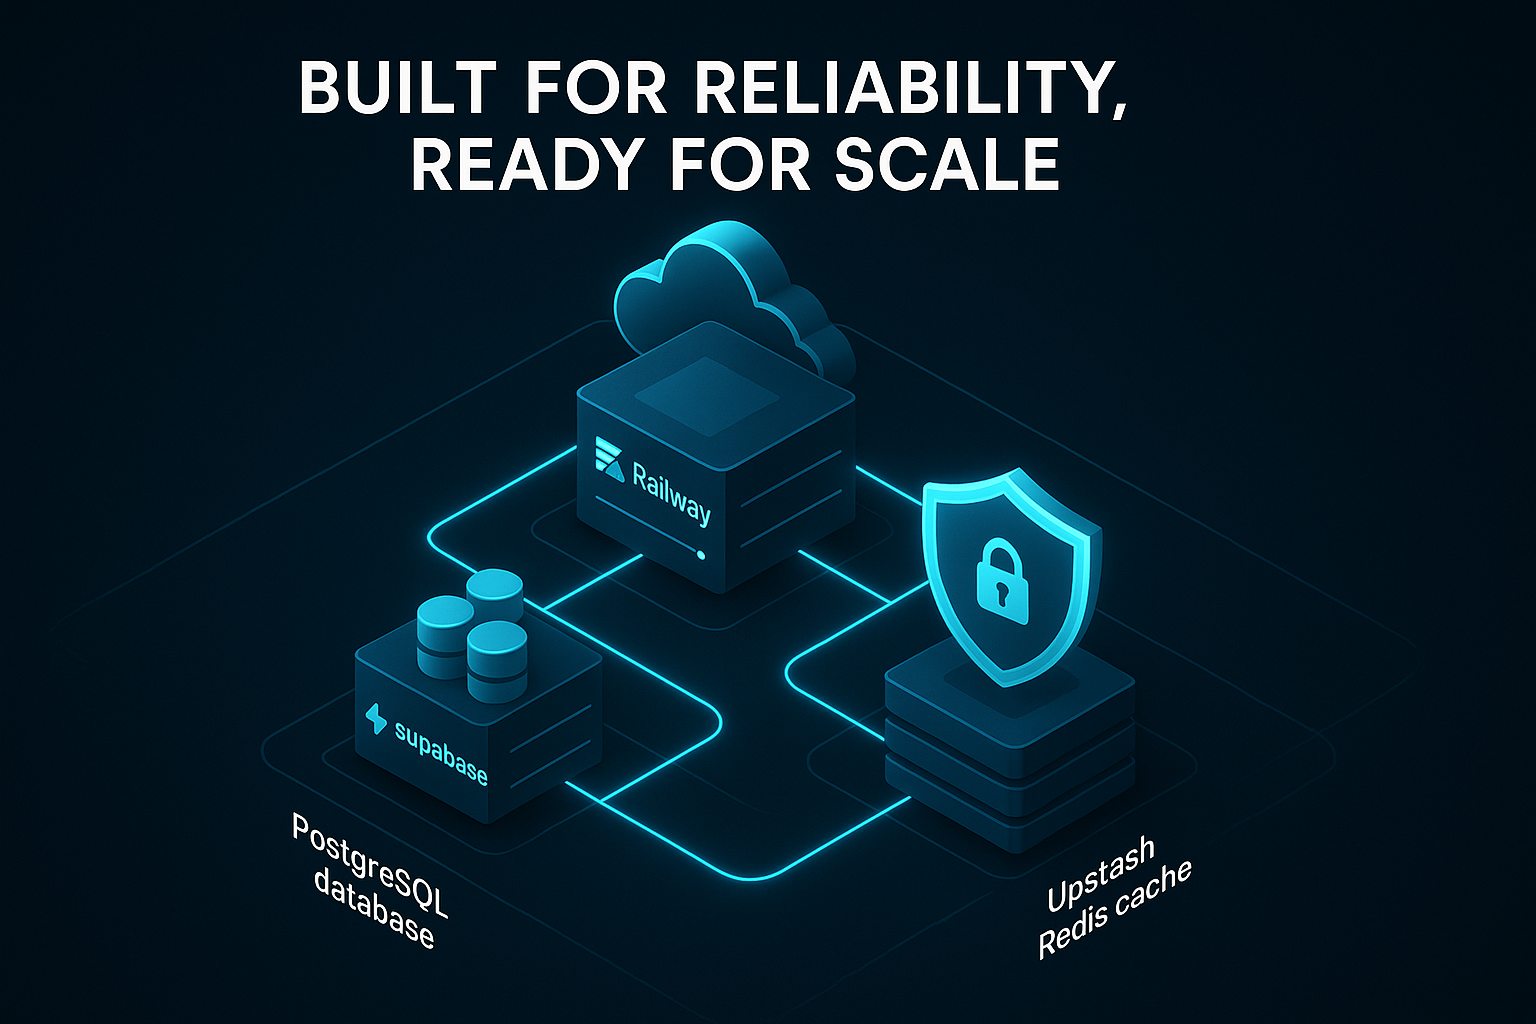 BUILT FOR RELIABILITY,
READY FOR SCALE
Railway
supabase
PostgreSQL
database
Upstash
Redis cache